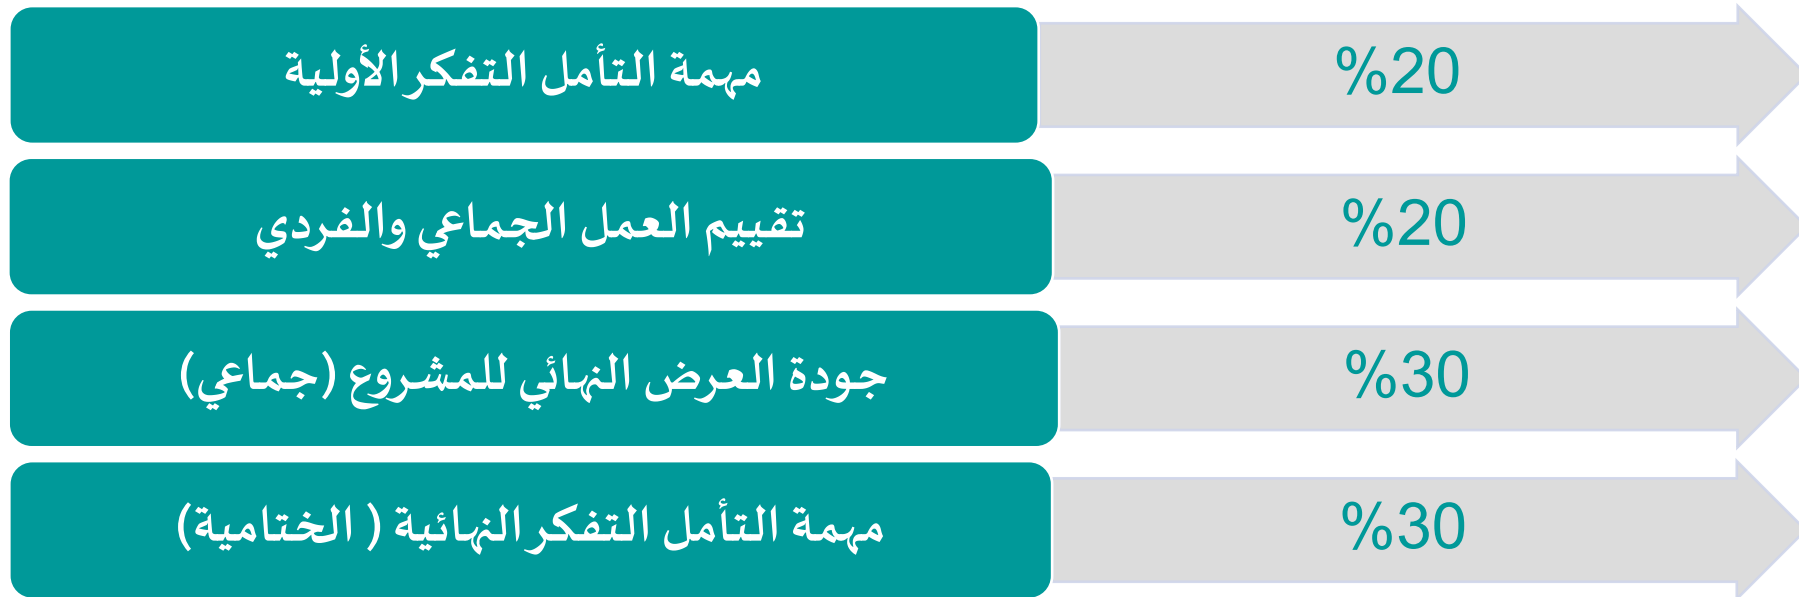 مهمة التأمل التفكر الأولية
%20
تقييم العمل الجماعي والفردي
%20
جودة العرض النهائي للمشروع (جماعي)
%30
مهمة التأمل التفكر النهائية ( الختامية)
%30